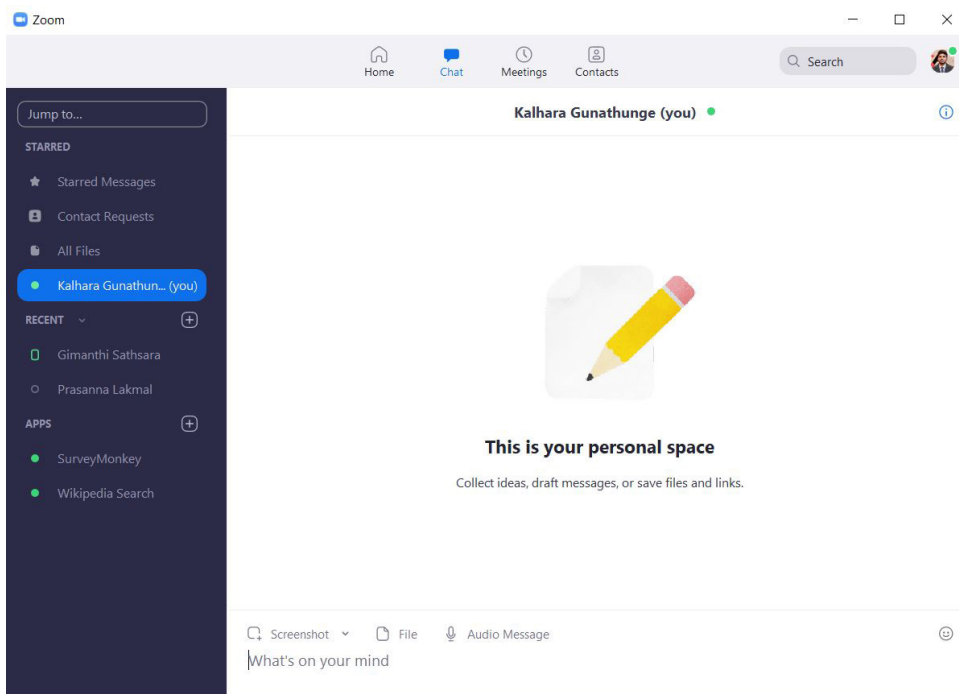 Zoom
Home Chat Meetings Contacts
Search
Jump to...
STARRED
Starred Messages
Contact Requests
All Files
Kalhara Gunathun... (you)
RECENT
Gimanthi Sathsara
Prasanna Lakmal
APPS
SurveyMonkey
Wikipedia Search
Kalhara Gunathunge (you)
This is your personal space
Collect ideas, draft messages, or save files and links.
Screenshot File Audio Message
What's on your mind